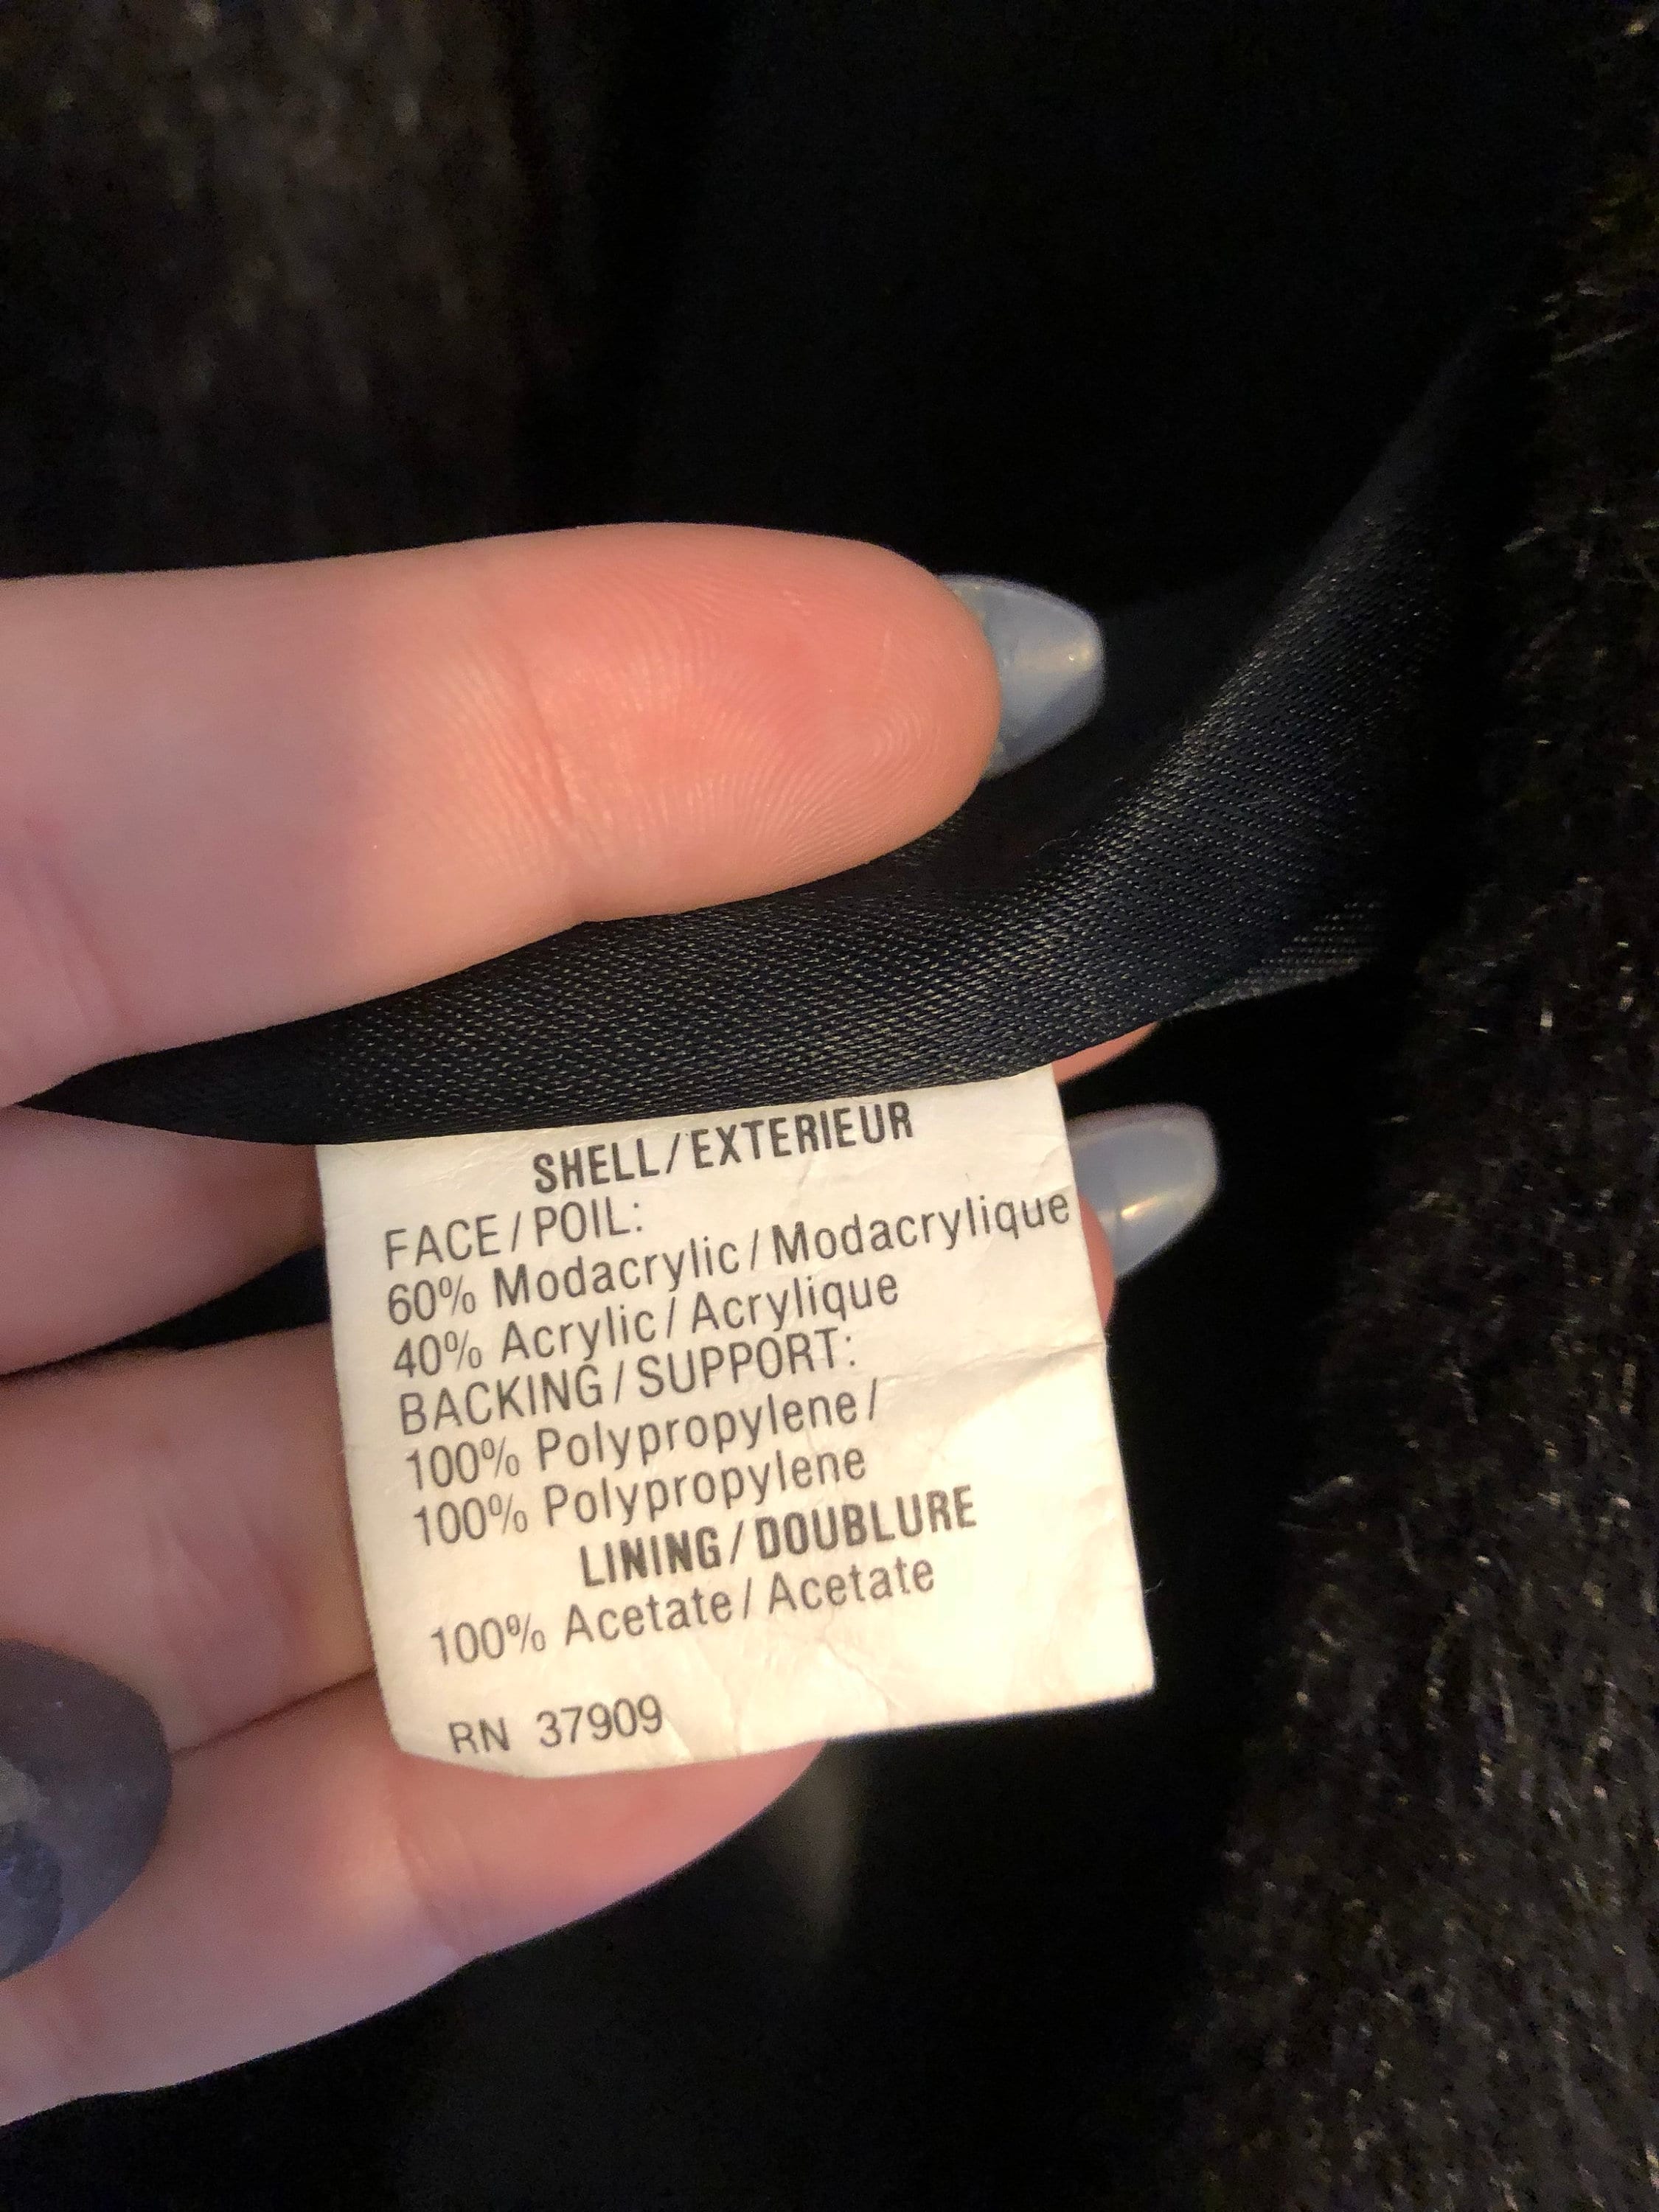 SHELL/EXTERIEUR
FACE/POIL:
60% Modacrylic/Modacrylique
40% Acrylic/Acrylique
BACKING/SUPPORT:
100% Polypropylene/
100% Polypropylene
LINING/DOUBLURE
100% Acetate/Acetate
RN 37909